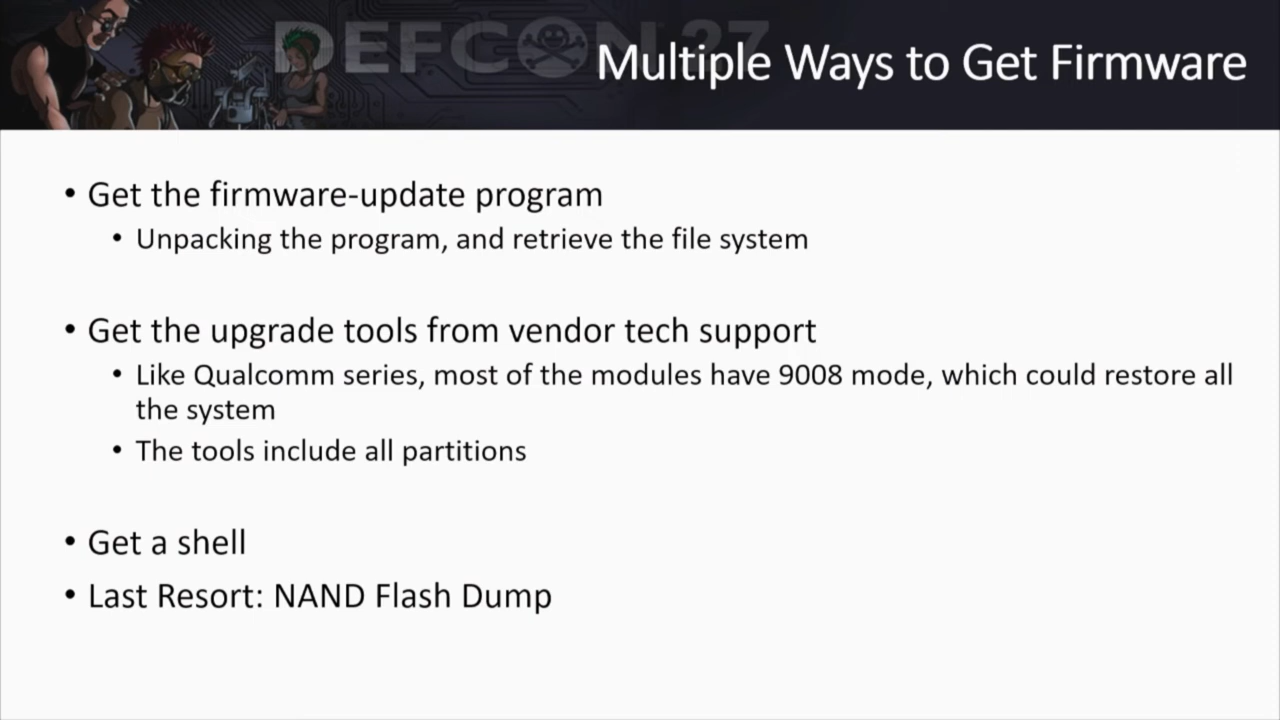 DEFCON 27
Multiple Ways to Get Firmware
• Get the firmware-update program
• Unpacking the program, and retrieve the file system
• Get the upgrade tools from vendor tech support
• Like Qualcomm series, most of the modules have 9008 mode, which could restore all
the system
• The tools include all partitions
• Get a shell
• Last Resort: NAND Flash Dump